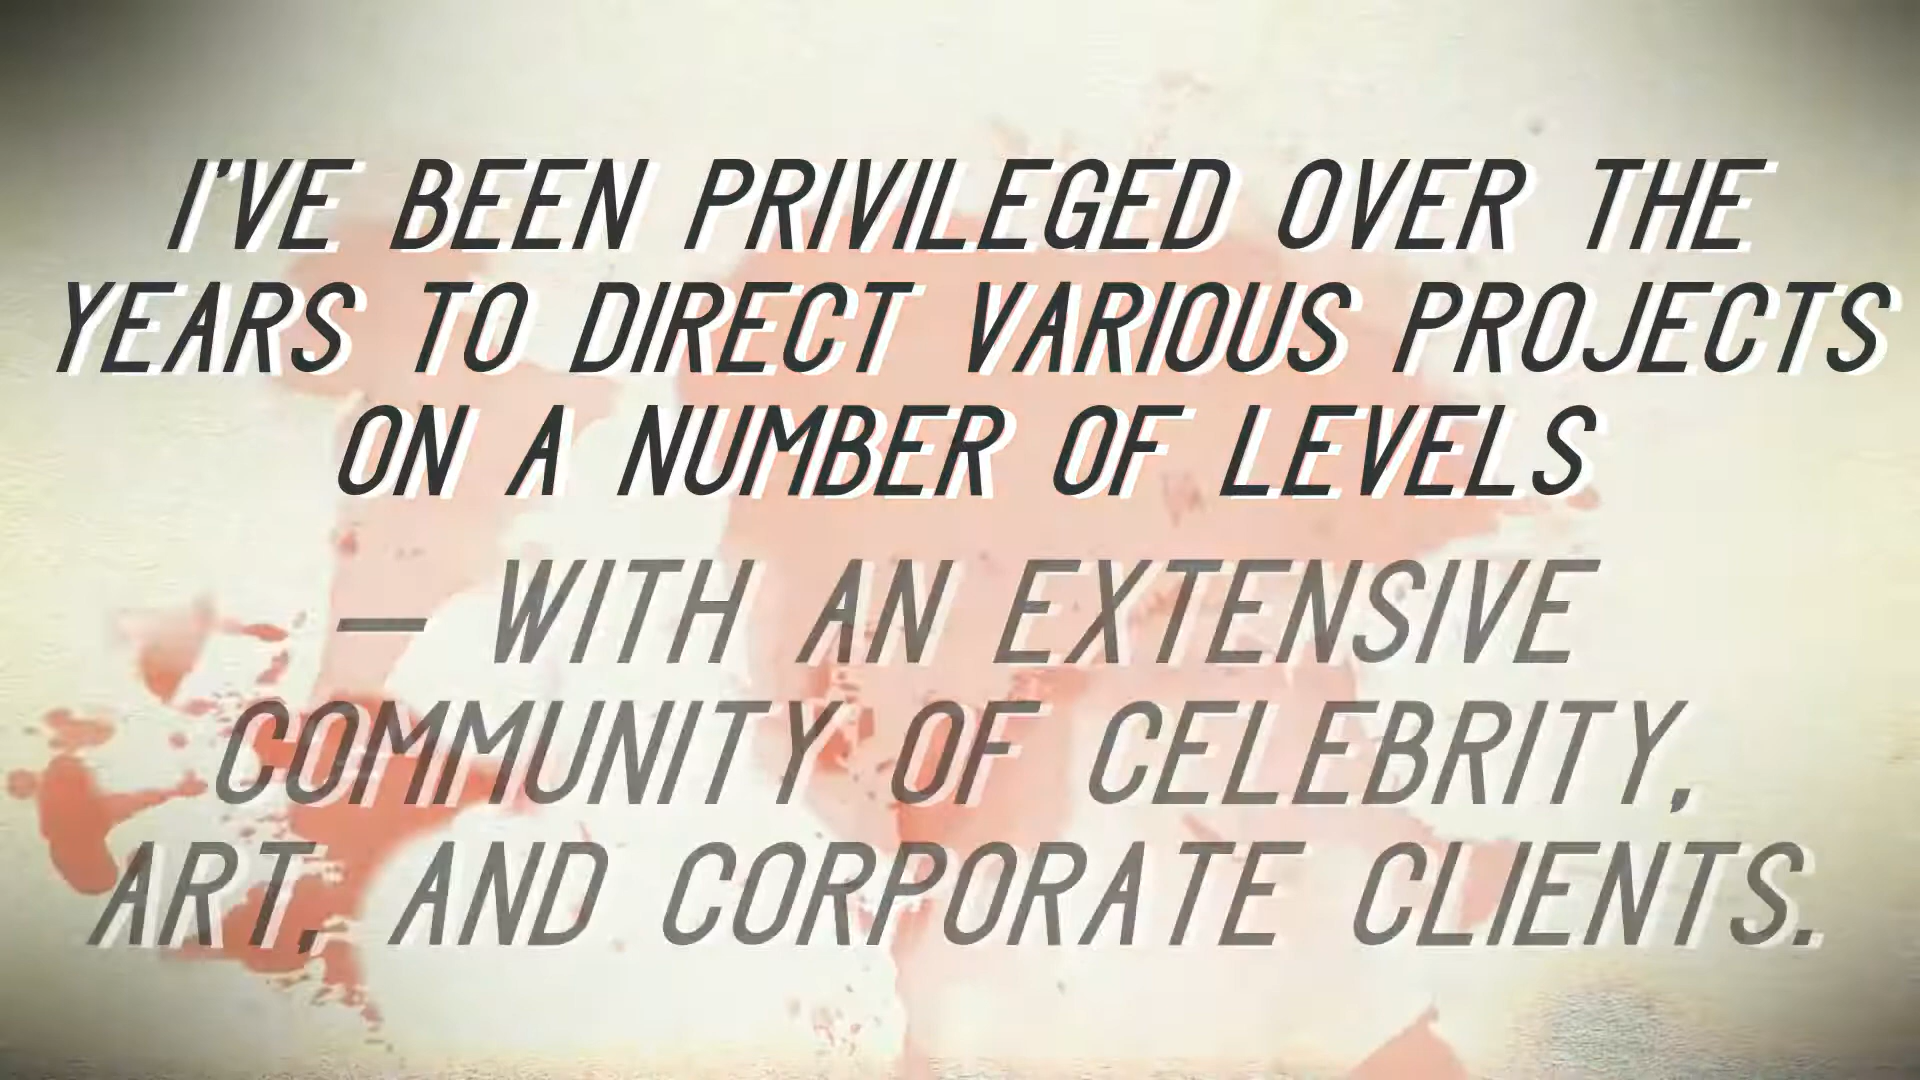 I'VE BEEN PRIVILEGED OVER THE
YEARS TO DIRECT VARIOUS PROJECTS
ON A NUMBER OF LEVELS
— WITH AN EXTENSIVE
COMMUNITY OF CELEBRITY,
ART, AND CORPORATE CLIENTS.